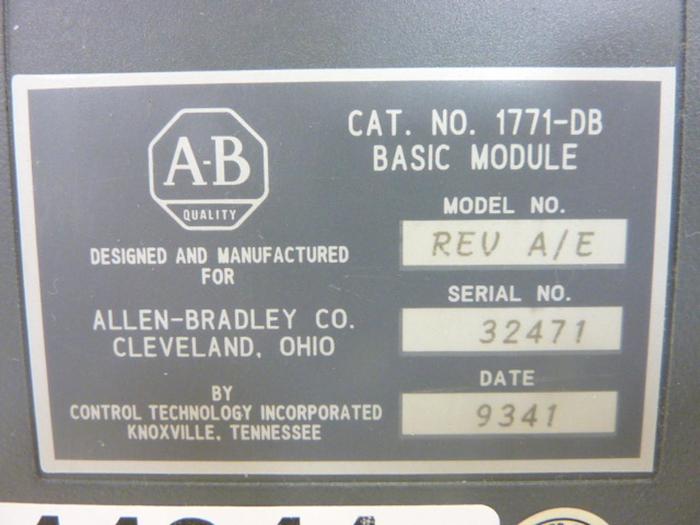 A-B
QUALITY
DESIGNED AND MANUFACTURED
FOR
ALLEN-BRADLEY CO.
CLEVELAND, OHIO
BY
CONTROL TECHNOLOGY INCORPORATED
KNOXVILLE, TENNESSEE
CAT. NO. 1771-DB
BASIC MODULE
MODEL NO.
REV A/E
SERIAL NO.
32471
DATE
9341